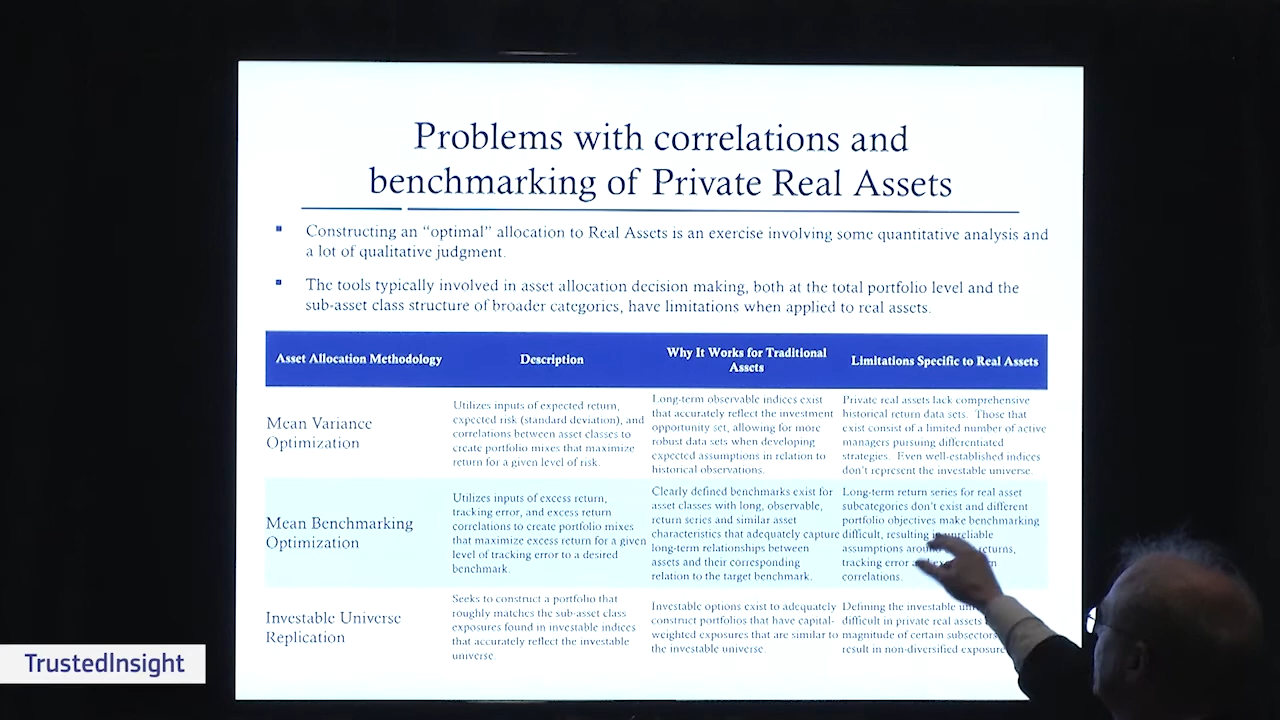 Problems with correlations and
benchmarking of Private Real Assets
Constructing an “optimal” allocation to Real Assets is an exercise involving some quantitative analysis and
a lot of qualitative judgment.
The tools typically involved in asset allocation decision making, both at the total portfolio level and the
sub-asset class structure of broader categories, have limitations when applied to real assets.
Asset Allocation Methodology
Description
Why It Works for Traditional
Assets
Limitations Specific to Real Assets
Mean Variance
Optimization
Utilizes inputs of expected return,
expected risk (standard deviation), and
correlations between asset classes to
create portfolio mixes that maximize
return for a given level of risk.
Long-term observable indices exist
that accurately reflect the investment
opportunity set, allowing for more
robust data sets when developing
expected assumptions in relation to
historical observations.
Private real assets lack comprehensive
historical return data sets. Those that
exist consist of a limited number of active
managers pursuing differentiated
strategies. Even well-established indices
don’t represent the investable universe.
Mean Benchmarking
Optimization
Utilizes inputs of excess return,
tracking error, and excess return
correlations to create portfolio mixes
that maximize excess return for a given
level of tracking error to a desired
benchmark.
Clearly defined benchmarks exist for
asset classes with long, observable,
return series and similar asset
characteristics that adequately capture
long-term relationships between
assets and their corresponding
relation to the target benchmark.
Long-term return series for real asset
subcategories don’t exist and different
portfolio objectives make benchmarking
difficult, resulting in unreliable
assumptions around returns,
tracking error
correlations.
Investable Universe
Replication
Seeks to construct a portfolio that
roughly matches the sub-asset class
exposures found in investable indices
that accurately reflect the investable
universe.
Investable options exist to adequately
construct portfolios that have capital-
weighted exposures that are similar to
the investable universe.
Defining the investable
difficult in private real assets
magnitude of certain subsectors
result in non-diversified
TrustedInsight